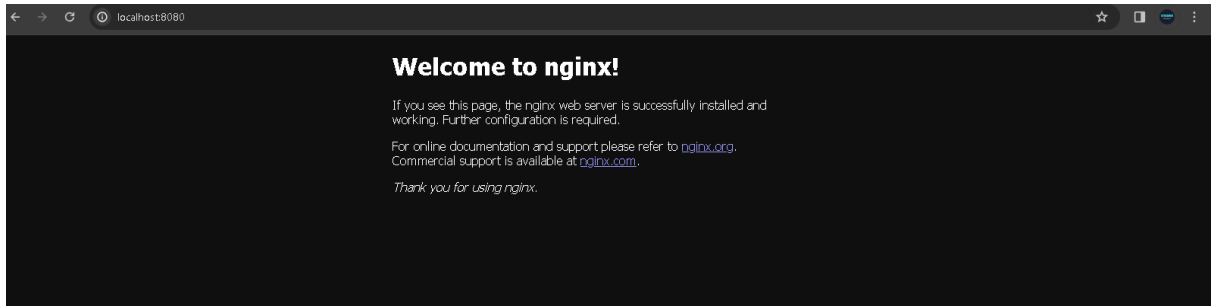 localhost:8080
Welcome to nginx!
If you see this page, the nginx web server is successfully installed and
working. Further configuration is required.
For online documentation and support please refer to nginx.org.
Commercial support is available at nginx.com.
Thank you for using nginx.